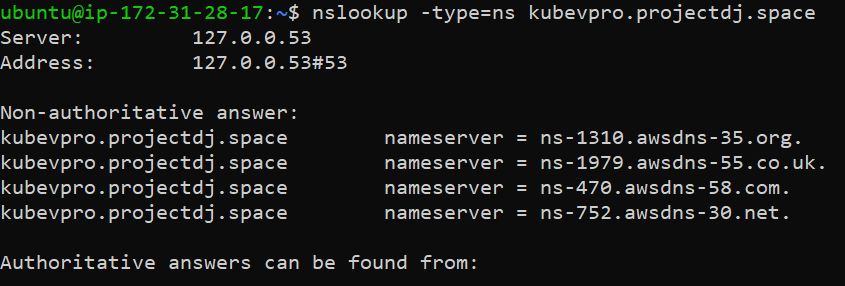 ubuntu@ip-172-31-28-17:~$ nslookup -type=ns kubevpro.projectdj.space
Server:         127.0.0.53
Address:        127.0.0.53#53

Non-authoritative answer:
kubevpro.projectdj.space        nameserver = ns-1310.awsdns-35.org.
kubevpro.projectdj.space        nameserver = ns-1979.awsdns-55.co.uk.
kubevpro.projectdj.space        nameserver = ns-470.awsdns-58.com.
kubevpro.projectdj.space        nameserver = ns-752.awsdns-30.net.

Authoritative answers can be found from: